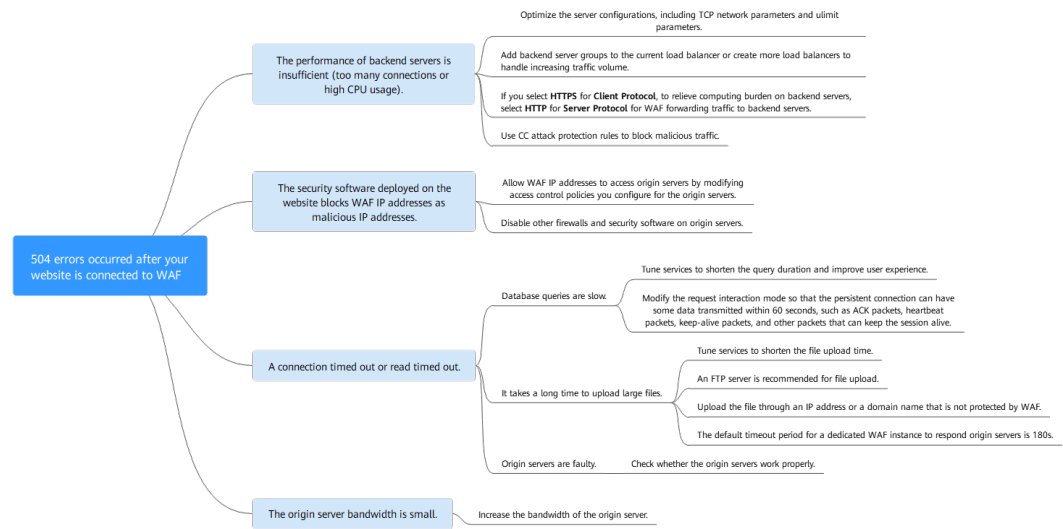 504 errors occurred after your
website is connected to WAF
The performance of backend servers is
insufficient (too many connections or
high CPU usage).
Optimize the server configurations, including TCP network parameters and ulimit
parameters.
Add backend server groups to the current load balancer or create more load balancers to
handle increasing traffic volume.
If you select HTTPS for Client Protocol, to relieve computing burden on backend servers,
select HTTP for Server Protocol for WAF forwarding traffic to backend servers.
Use CC attack protection rules to block malicious traffic.
The security software deployed on the
website blocks WAF IP addresses as
malicious IP addresses.
Allow WAF IP addresses to access origin servers by modifying
access control policies you configure for the origin servers.
Disable other firewalls and security software on origin servers.
A connection timed out or read timed out.
Database queries are slow.
Tune services to shorten the query duration and improve user experience.
Modify the request interaction mode so that the persistent connection can have
some data transmitted within 60 seconds, such as ACK packets, heartbeat
packets, keep-alive packets, and other packets that can keep the session alive.
It takes a long time to upload large files.
Tune services to shorten the file upload time.
An FTP server is recommended for file upload.
Upload the file through an IP address or a domain name that is not protected by WAF.
The default timeout period for a dedicated WAF instance to respond origin servers is 180s.
Origin servers are faulty.
Check whether the origin servers work properly.
The origin server bandwidth is small.
Increase the bandwidth of the origin server.